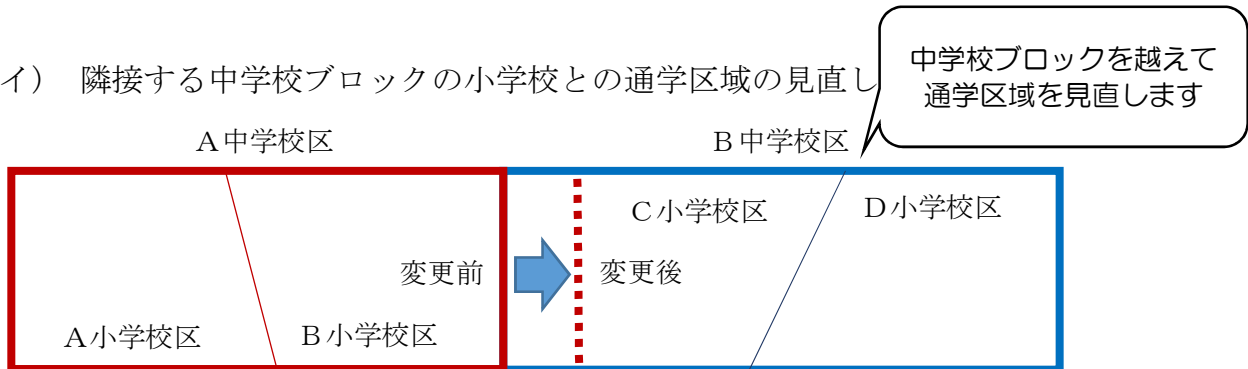 イ） 隣接する中学校ブロックの小学校との通学区域の見直し
中学校ブロックを越えて
通学区域を見直します
Ａ中学校区
Ｂ中学校区
Ｃ小学校区
Ｄ小学校区
変更前
変更後
Ａ小学校区
Ｂ小学校区